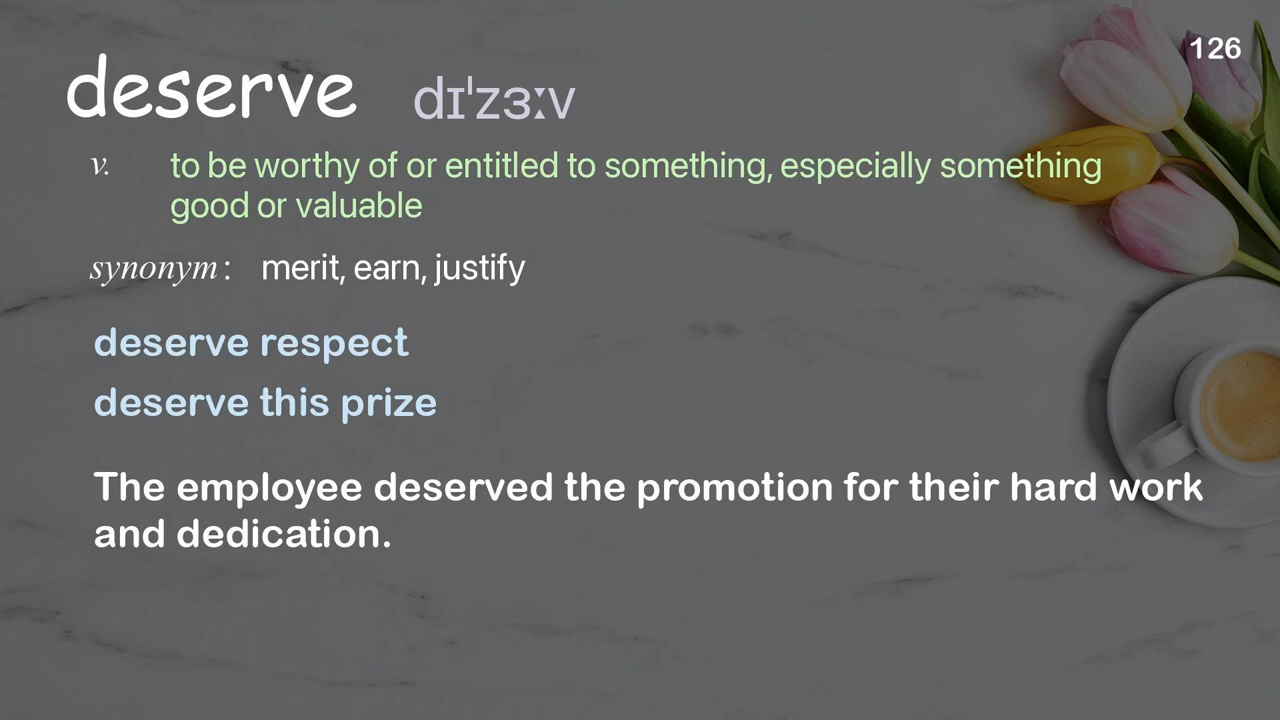 126
deserve dɪˈzɜːv
v. to be worthy of or entitled to something, especially something
good or valuable
synonym: merit, earn, justify
deserve respect
deserve this prize
The employee deserved the promotion for their hard work
and dedication.